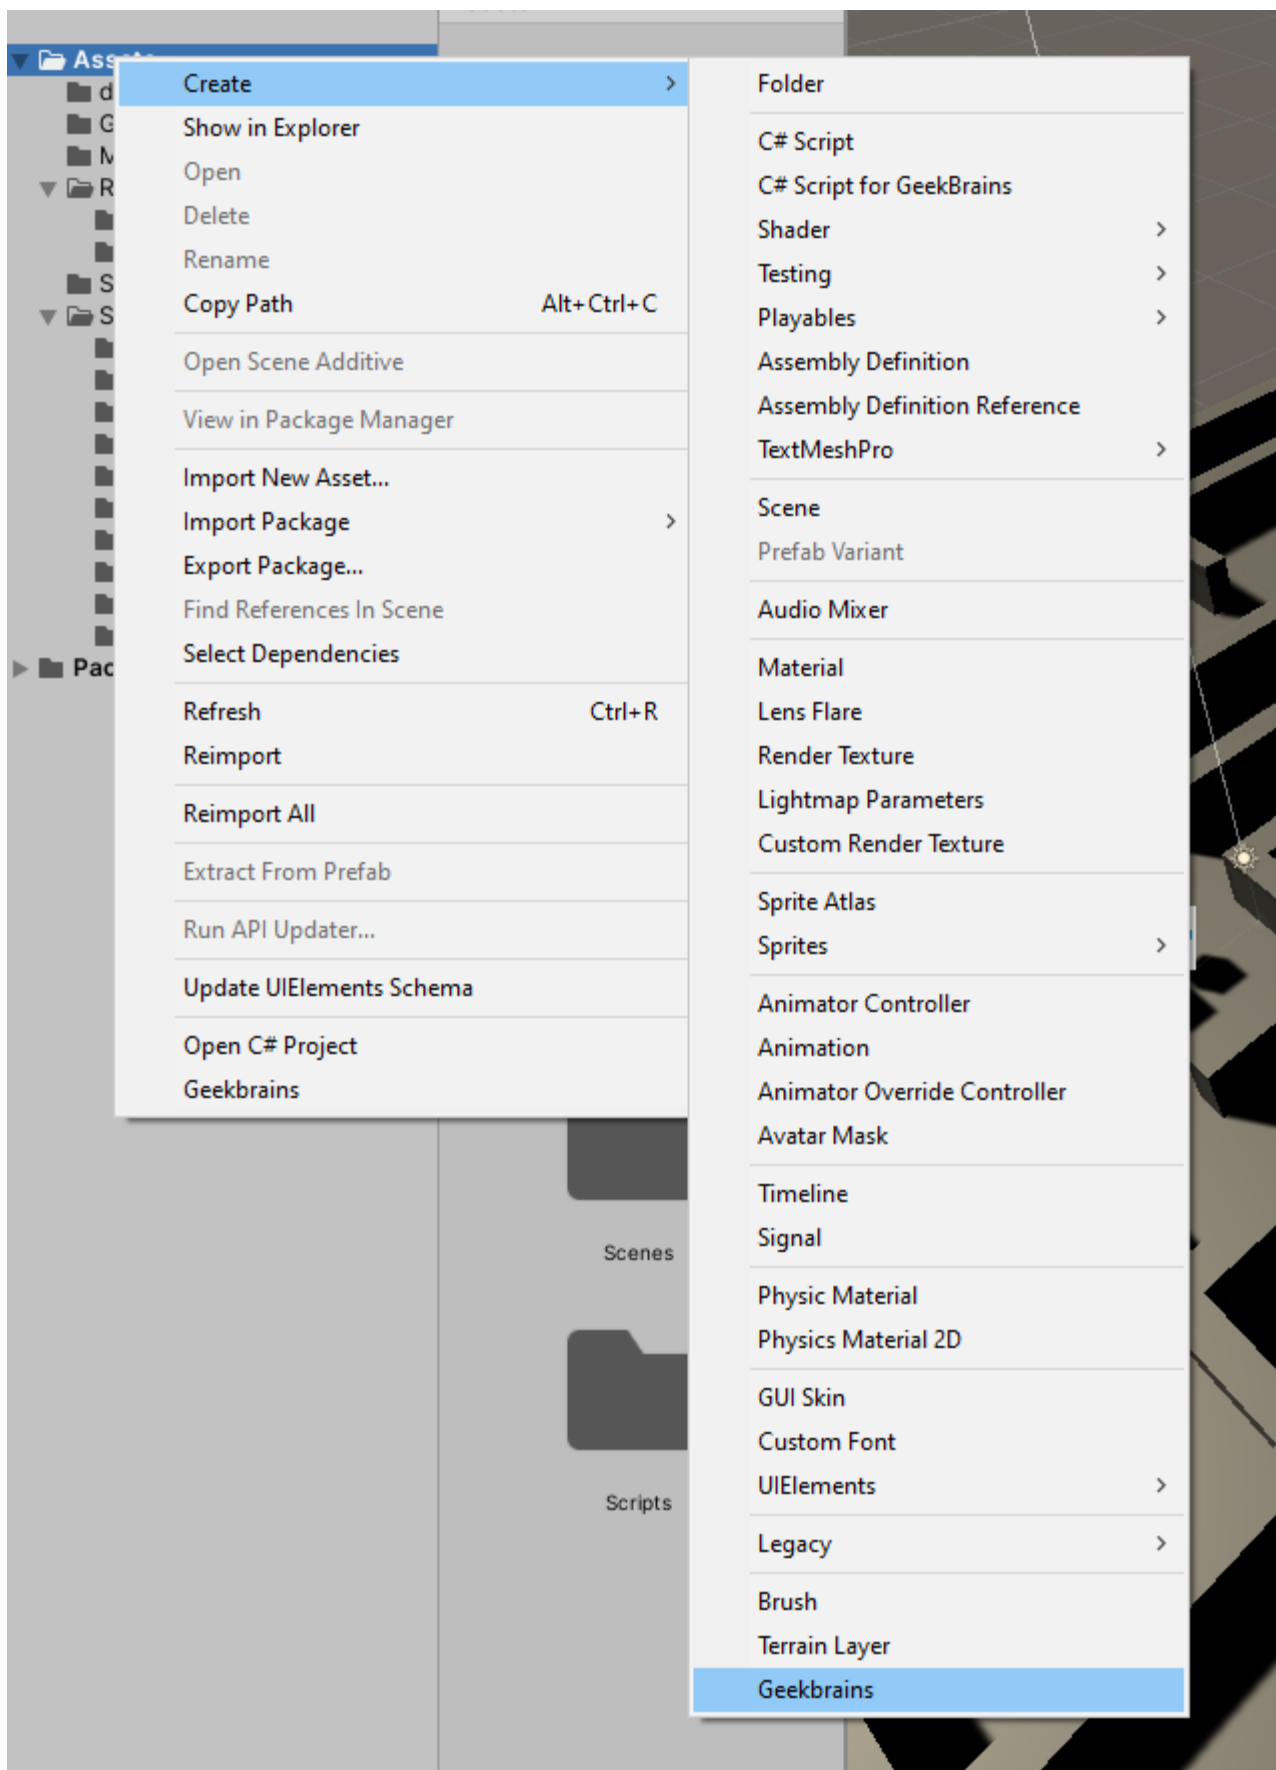 Create
Show in Explorer
Open
Delete
Rename
Copy Path Alt+Ctrl+C
Open Scene Additive
View in Package Manager
Import New Asset...
Import Package
Export Package...
Find References In Scene
Select Dependencies
Refresh Ctrl+R
Reimport
Reimport All
Extract From Prefab
Run API Updater...
Update UIElements Schema
Open C# Project
Geekbrains
Folder
C# Script
C# Script for GeekBrains
Shader
Testing
Playables
Assembly Definition
Assembly Definition Reference
TextMeshPro
Scene
Prefab Variant
Audio Mixer
Material
Lens Flare
Render Texture
Lightmap Parameters
Custom Render Texture
Sprite Atlas
Sprites
Animator Controller
Animation
Animator Override Controller
Avatar Mask
Timeline
Signal
Physic Material
Physics Material 2D
GUI Skin
Custom Font
UIElements
Legacy
Brush
Terrain Layer
Geekbrains
Scenes
Scripts